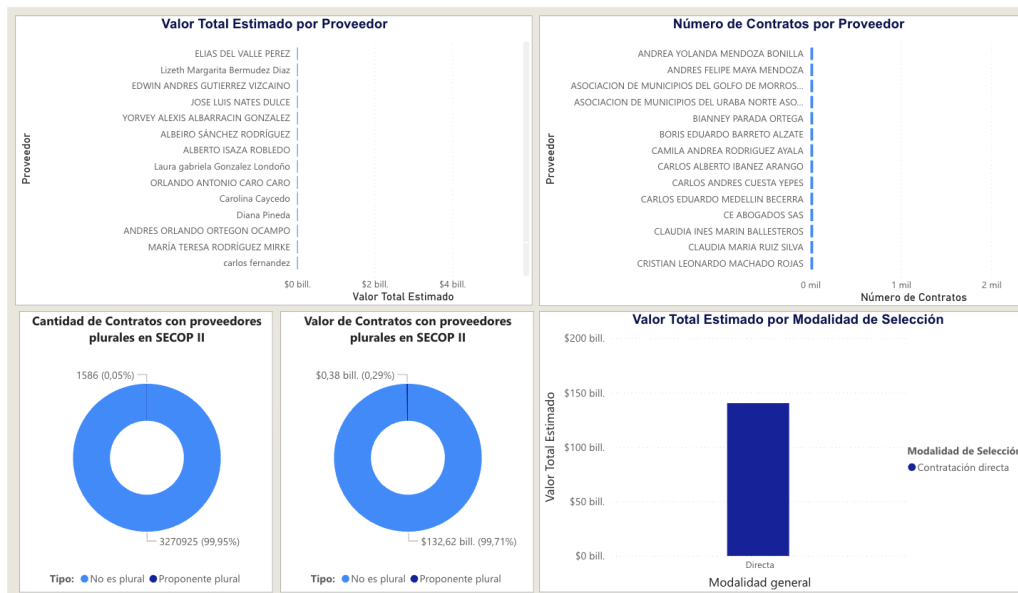 Valor Total Estimado por Proveedor
Proveedor
ELIAS DEL VALLE PEREZ
Lizeth Margarita Bermudez Diaz
EDWIN ANDRES GUTIERREZ VIZCAINO
JOSE LUIS NATES DULCE
YORVEY ALEXIS ALBARRACIN GONZALEZ
ALBEIRO SÁNCHEZ RODRÍGUEZ
ALBERTO ISAZA ROBLEDO
Laura gabriela Gonzalez Londoño
ORLANDO ANTONIO CARO CARO
Carolina Caycedo
Diana Pineda
ANDRES ORLANDO ORTEGON OCAMPO
MARÍA TERESA RODRÍGUEZ MIRKE
carlos fernandez
$0 bill. $2 bill. $4 bill.
Valor Total Estimado
Número de Contratos por Proveedor
Proveedor
ANDREA YOLANDA MENDOZA BONILLA
ANDRES FELIPE MAYA MENDOZA
ASOCIACION DE MUNICIPIOS DEL GOLFO DE MORROS...
ASOCIACION DE MUNICIPIOS DEL URABA NORTE ASO...
BIANNEY PARADA ORTEGA
BORIS EDUARDO BARRETO ALZATE
CAMILA ANDREA RODRIGUEZ AYALA
CARLOS ALBERTO IBANEZ ARANGO
CARLOS ANDRES CUESTA YEPES
CARLOS EDUARDO MEDELLIN BECERRA
CE ABOGADOS SAS
CLAUDIA INES MARIN BALLESTEROS
CLAUDIA MARIA RUIZ SILVA
CRISTIAN LEONARDO MACHADO ROJAS
0 mil 1 mil 2 mil
Número de Contratos
Cantidad de Contratos con proveedores
plurales en SECOP II
1586 (0,05%)
3270925 (99,95%)
Tipo: No es plural Proponente plural
Valor de Contratos con proveedores
plurales en SECOP II
$0,38 bill. (0,29%)
$132,62 bill. (99,71%)
Tipo: No es plural Proponente plural
Valor Total Estimado por Modalidad de Selección
Valor Total Estimado
$200 bill.
$150 bill.
$100 bill.
$50 bill.
$0 bill.
Directa
Modalidad general
Modalidad de Selección
Contratación directa